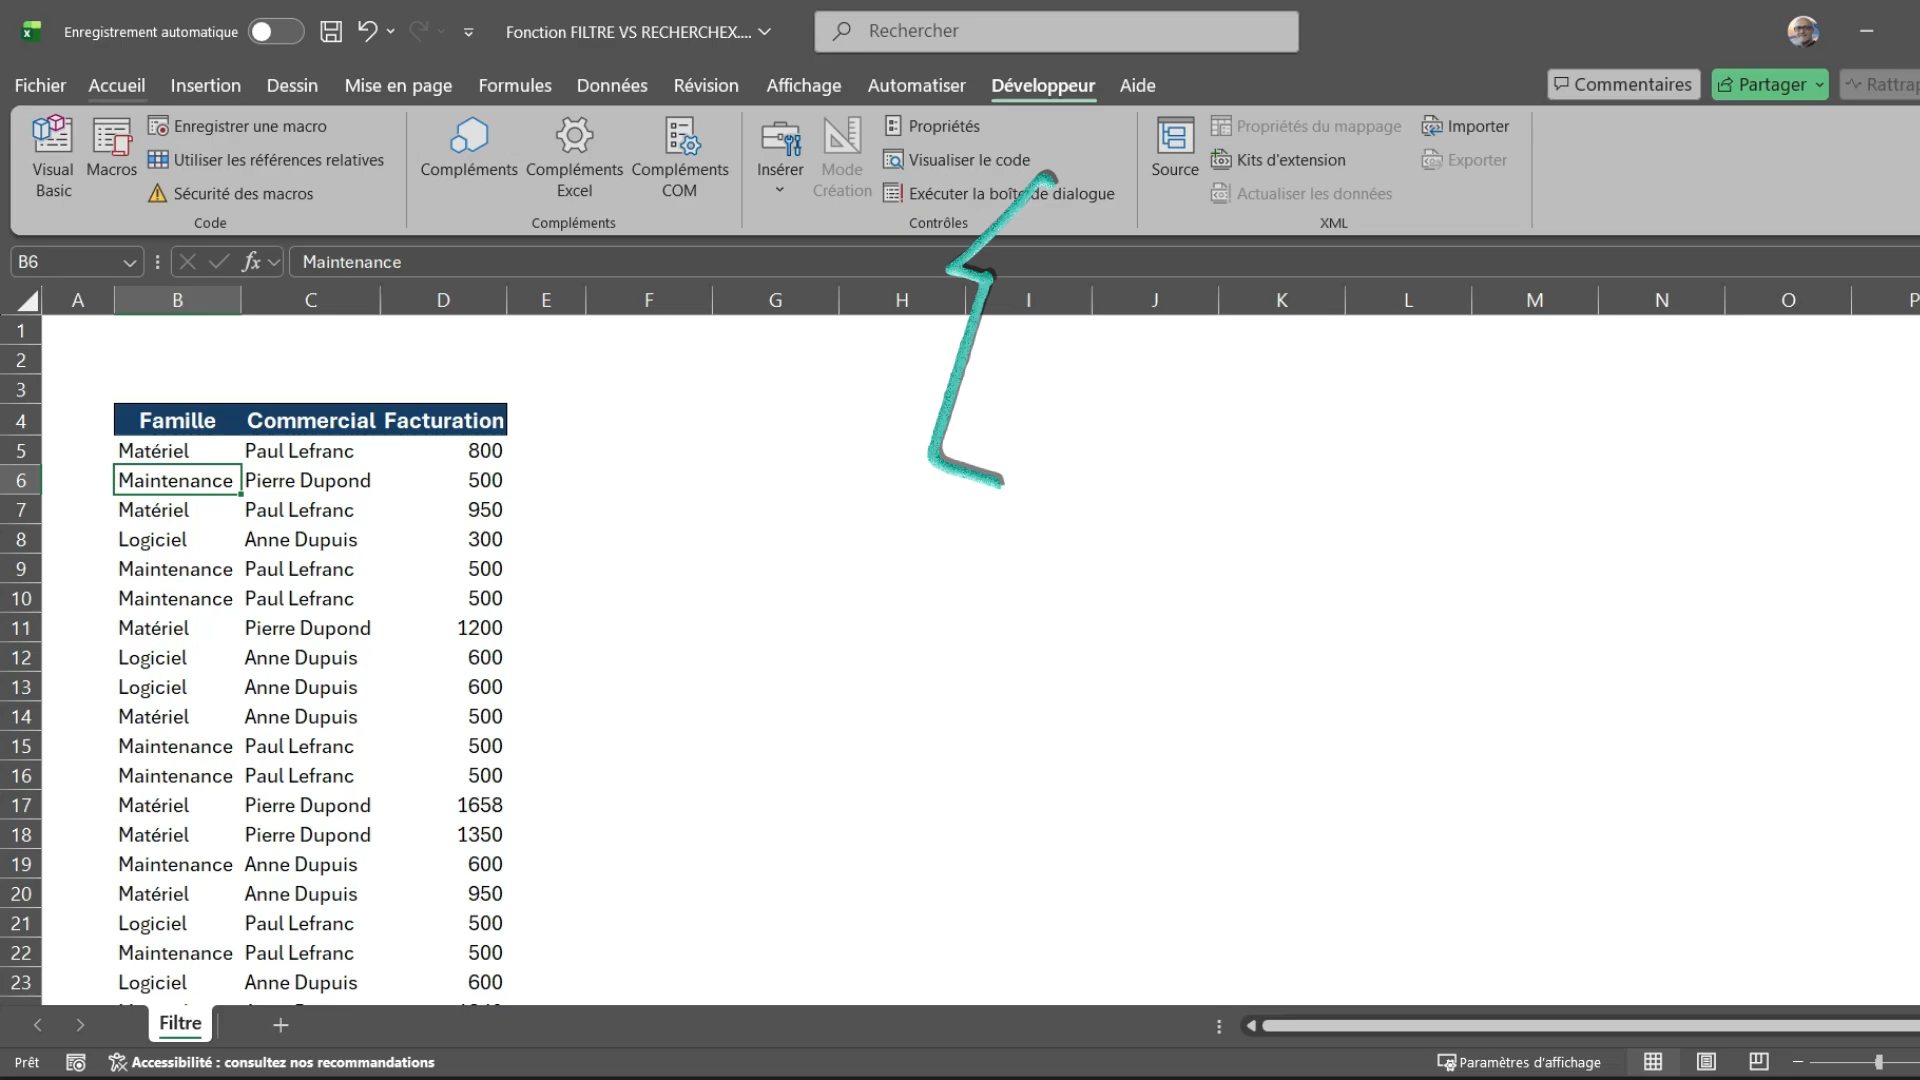 Enregistrement automatique
Fonction FILTRE VS RECHERCHEX....
Rechercher
Fichier Accueil Insertion Dessin Mise en page Formules Données Révision Affichage Automatiser Développeur Aide
Commentaires Partager
Visual Basic
Macros
Enregistrer une macro
Utiliser les références relatives
Sécurité des macros
Code
Compléments
Compléments Excel
Compléments COM
Compléments
Insérer
Mode Création
Propriétés
Visualiser le code
Exécuter la boîte de dialogue
Contrôles
Source
Propriétés du mappage
Kits d'extension
Actualiser les données
Importer
Exporter
XML
B6 fx Maintenance
A B C D E F G H I J K L M N O P
1
2
3
4 Famille Commercial Facturation
5 Matériel Paul Lefranc 800
6 Maintenance Pierre Dupond 500
7 Matériel Paul Lefranc 950
8 Logiciel Anne Dupuis 300
9 Maintenance Paul Lefranc 500
10 Maintenance Paul Lefranc 500
11 Matériel Pierre Dupond 1200
12 Logiciel Anne Dupuis 600
13 Logiciel Anne Dupuis 600
14 Matériel Anne Dupuis 500
15 Maintenance Paul Lefranc 500
16 Maintenance Paul Lefranc 500
17 Matériel Pierre Dupond 1658
18 Matériel Pierre Dupond 1350
19 Maintenance Anne Dupuis 600
20 Matériel Anne Dupuis 950
21 Logiciel Paul Lefranc 500
22 Maintenance Paul Lefranc 500
23 Logiciel Anne Dupuis 600
Filtre
Prêt
Accessibilité : consultez nos recommandations
Paramètres d'affichage